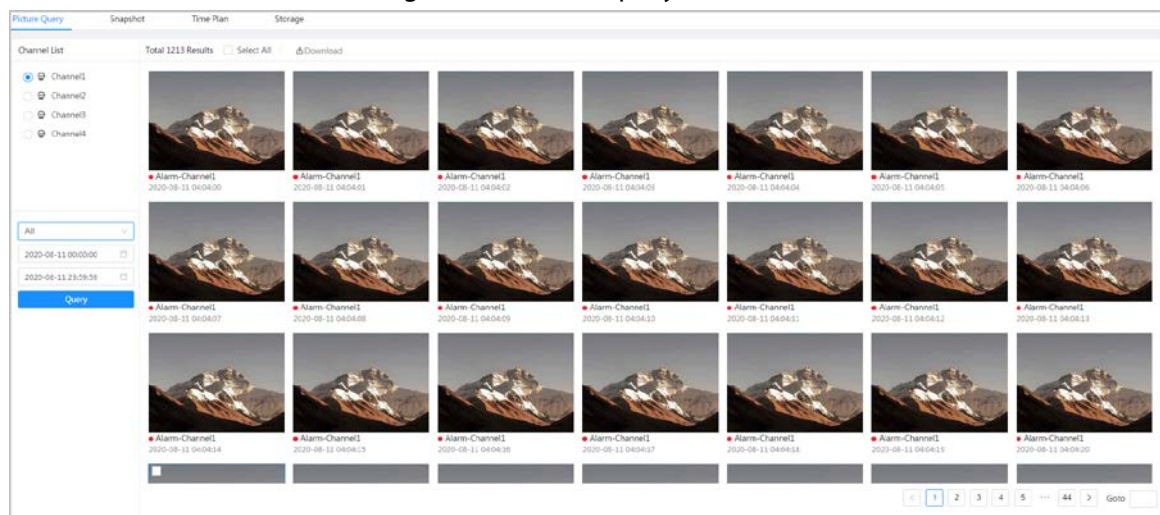 Picture Query Snapshot Time Plan Storage
Channel List Total 1213 Results Select All Download
Channel1
Channel2
Channel3
Channel4
Alarm-Channel1 Alarm-Channel1 Alarm-Channel1 Alarm-Channel1 Alarm-Channel1 Alarm-Channel1 Alarm-Channel1
2020-08-11 04:04:00 2020-08-11 04:04:01 2020-08-11 04:04:02 2020-08-11 04:04:03 2020-08-11 04:04:04 2020-08-11 04:04:05 2020-08-11 04:04:06
All
2020-08-11 00:00:00
2020-08-11 23:59:59
Query
Alarm-Channel1 Alarm-Channel1 Alarm-Channel1 Alarm-Channel1 Alarm-Channel1 Alarm-Channel1 Alarm-Channel1
2020-08-11 04:04:07 2020-08-11 04:04:08 2020-08-11 04:04:09 2020-08-11 04:04:10 2020-08-11 04:04:11 2020-08-11 04:04:12 2020-08-11 04:04:13
Alarm-Channel1 Alarm-Channel1 Alarm-Channel1 Alarm-Channel1 Alarm-Channel1 Alarm-Channel1 Alarm-Channel1
2020-08-11 04:04:14 2020-08-11 04:04:15 2020-08-11 04:04:16 2020-08-11 04:04:17 2020-08-11 04:04:18 2020-08-11 04:04:19 2020-08-11 04:04:20
1 2 3 4 5 ... 44 Goto